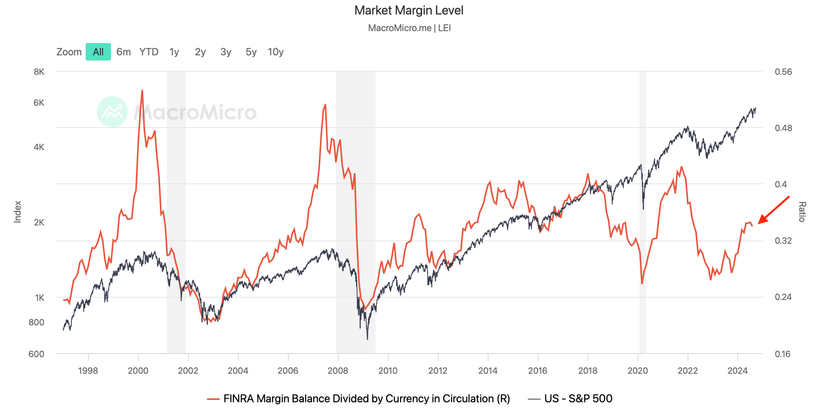 Market Margin Level
MacroMicro.me | LEI
Zoom All 6m YTD 1y 2y 3y 5y 10y
8K
6K
4K
2K
1K
800
600
Index
MacroMicro
0.56
0.48
0.4
0.32
0.24
0.16
Ratio
1998 2000 2002 2004 2006 2008 2010 2012 2014 2016 2018 2020 2022 2024
FINRA Margin Balance Divided by Currency in Circulation (R) US - S&P 500